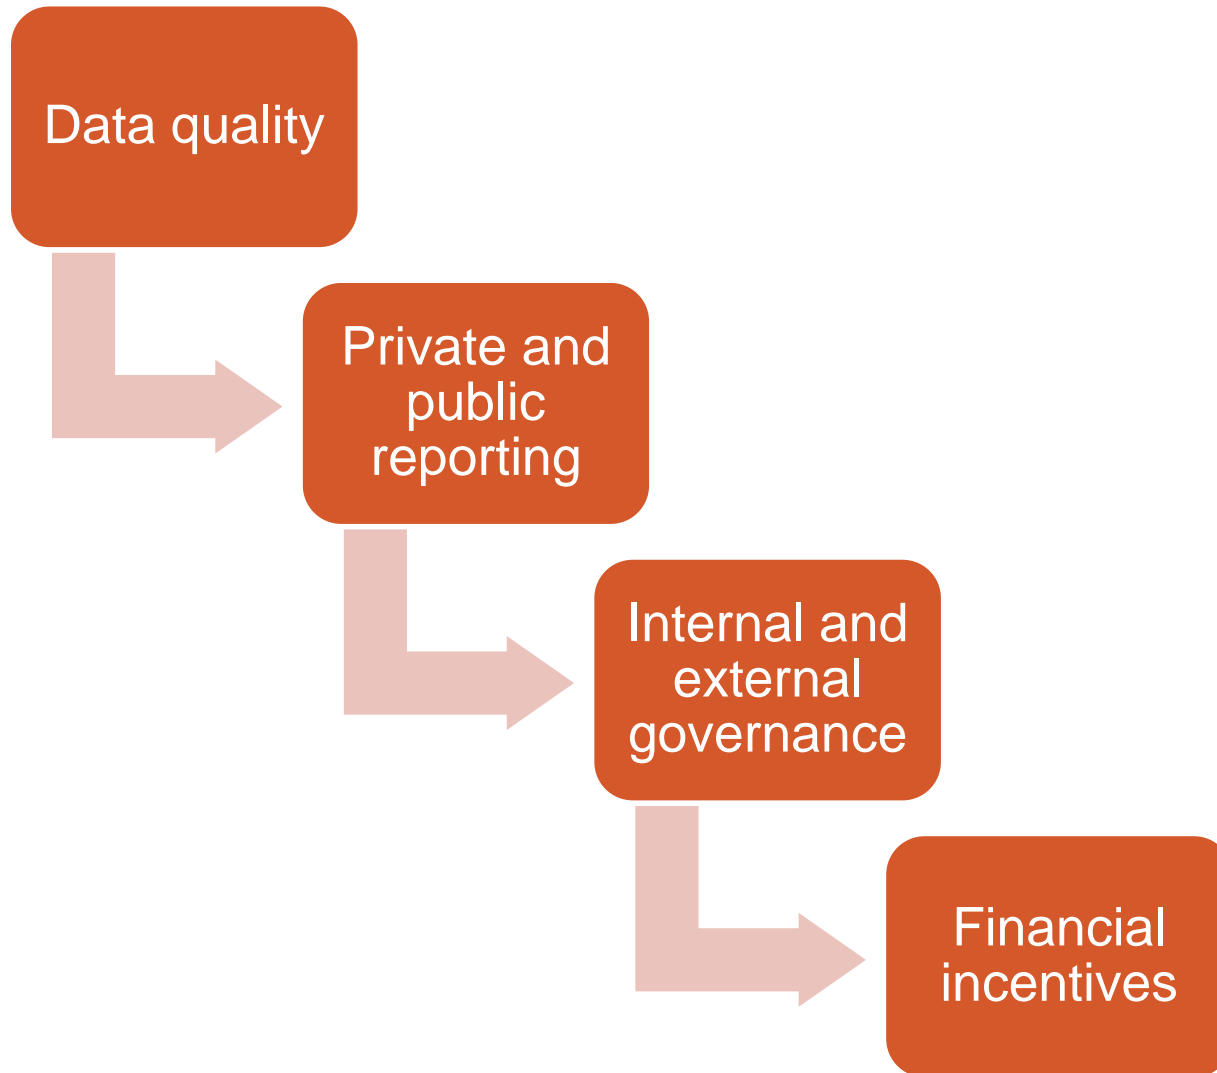 Data quality
Private and
public
reporting
Internal and
external
governance
Financial
incentives